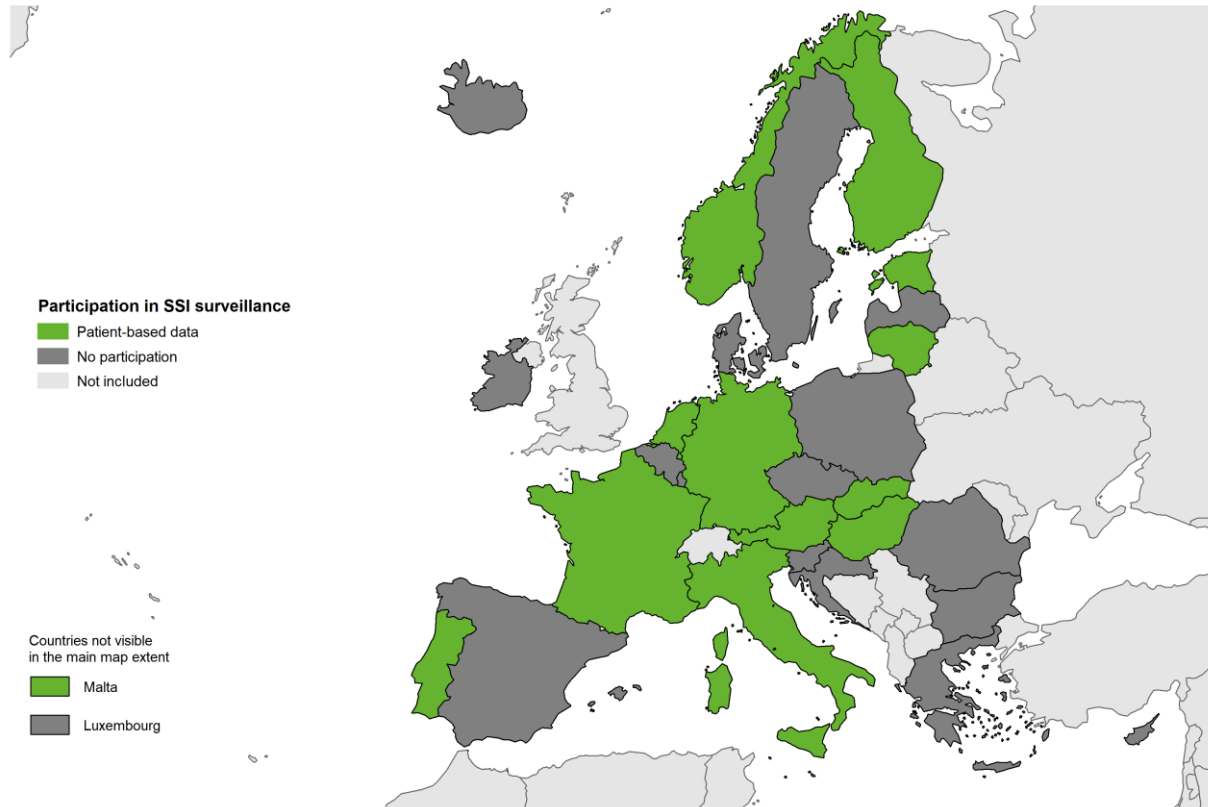 Participation in SSI surveillance
Patient-based data
No participation
Not included
Countries not visible
in the main map extent
Malta
Luxembourg